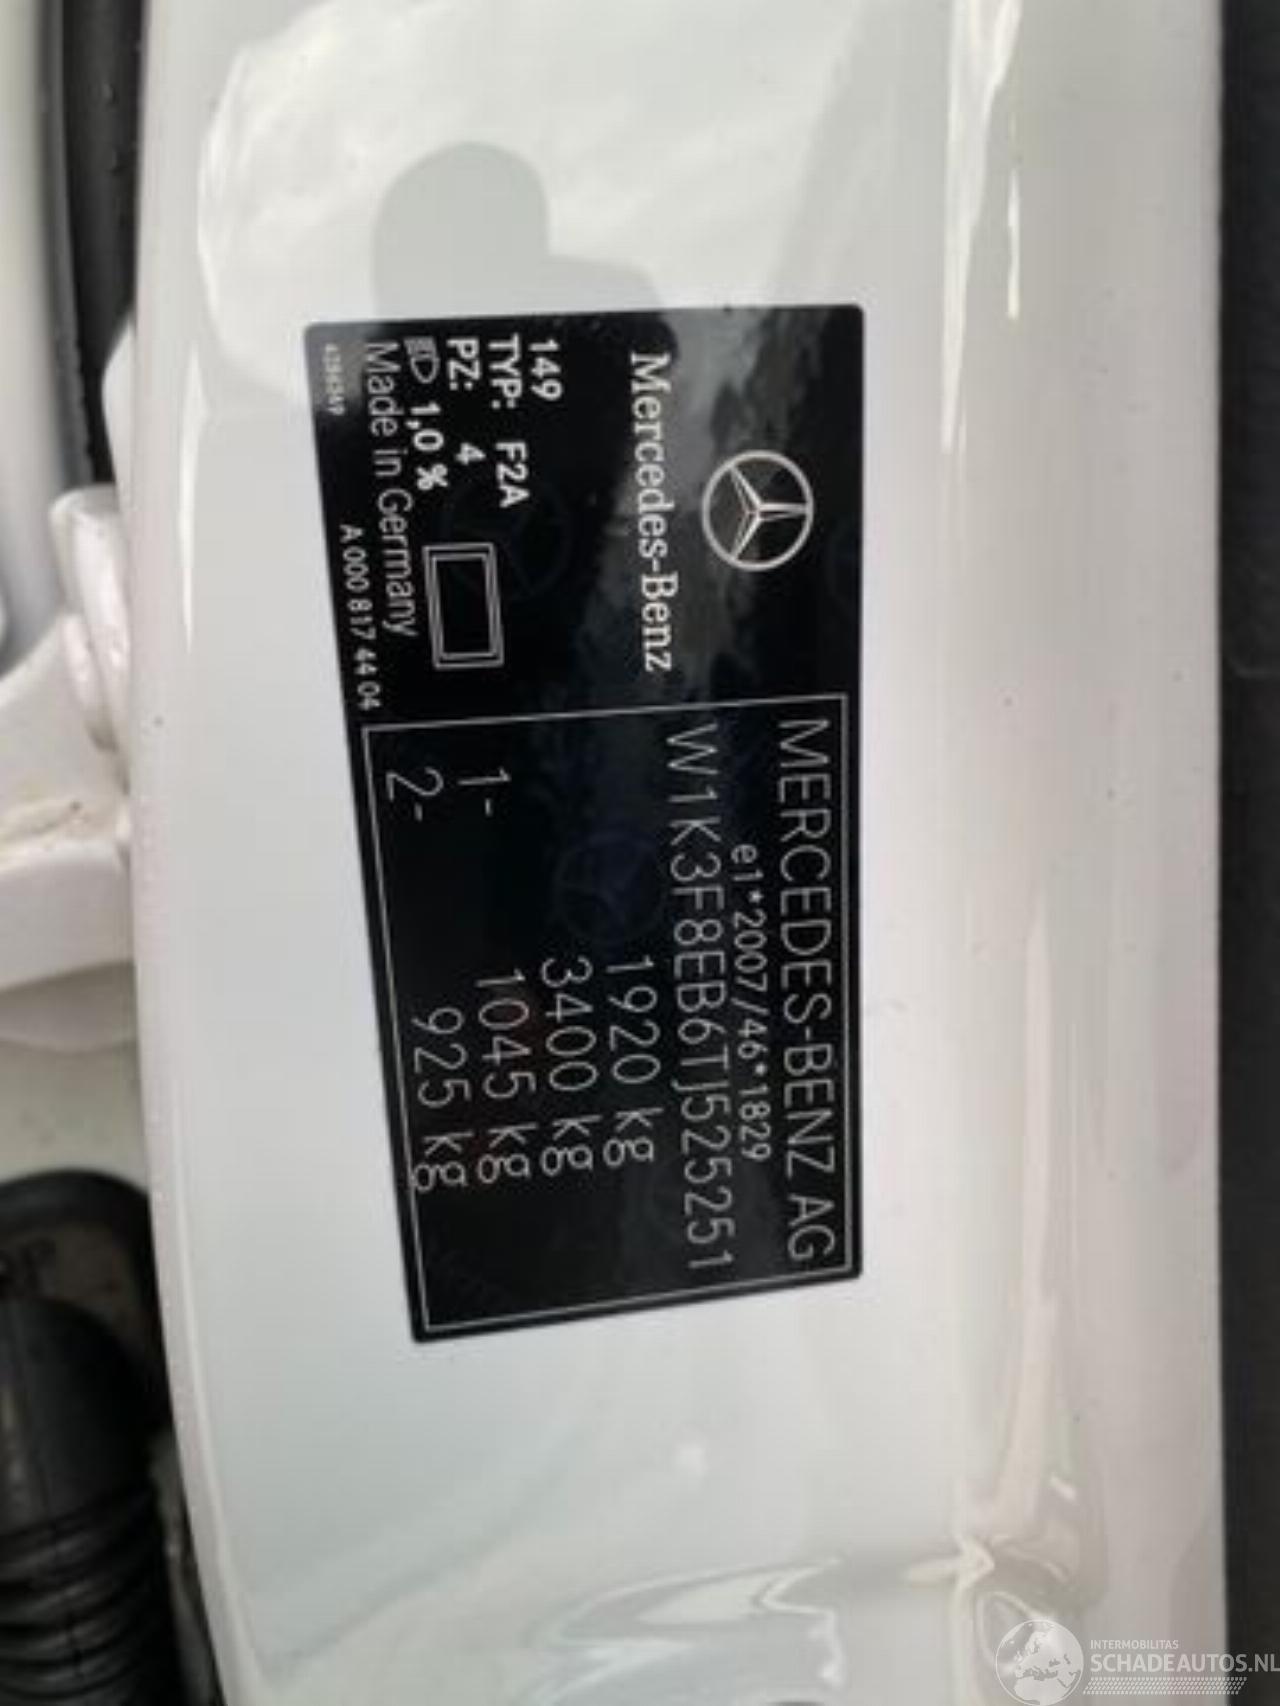 Mercedes-Benz
149
TYP: F2A
PZ: 4
1,0 %
Made in Germany
A 000 817 44 04
MERCEDES-BENZ AG
e1*2007/46*1829
W1K3F8EB6TJ525251
1920 kg
3400 kg
1- 1045 kg
2- 925 kg
INTERMOBILITAS
SCHADEAUTOS.NL